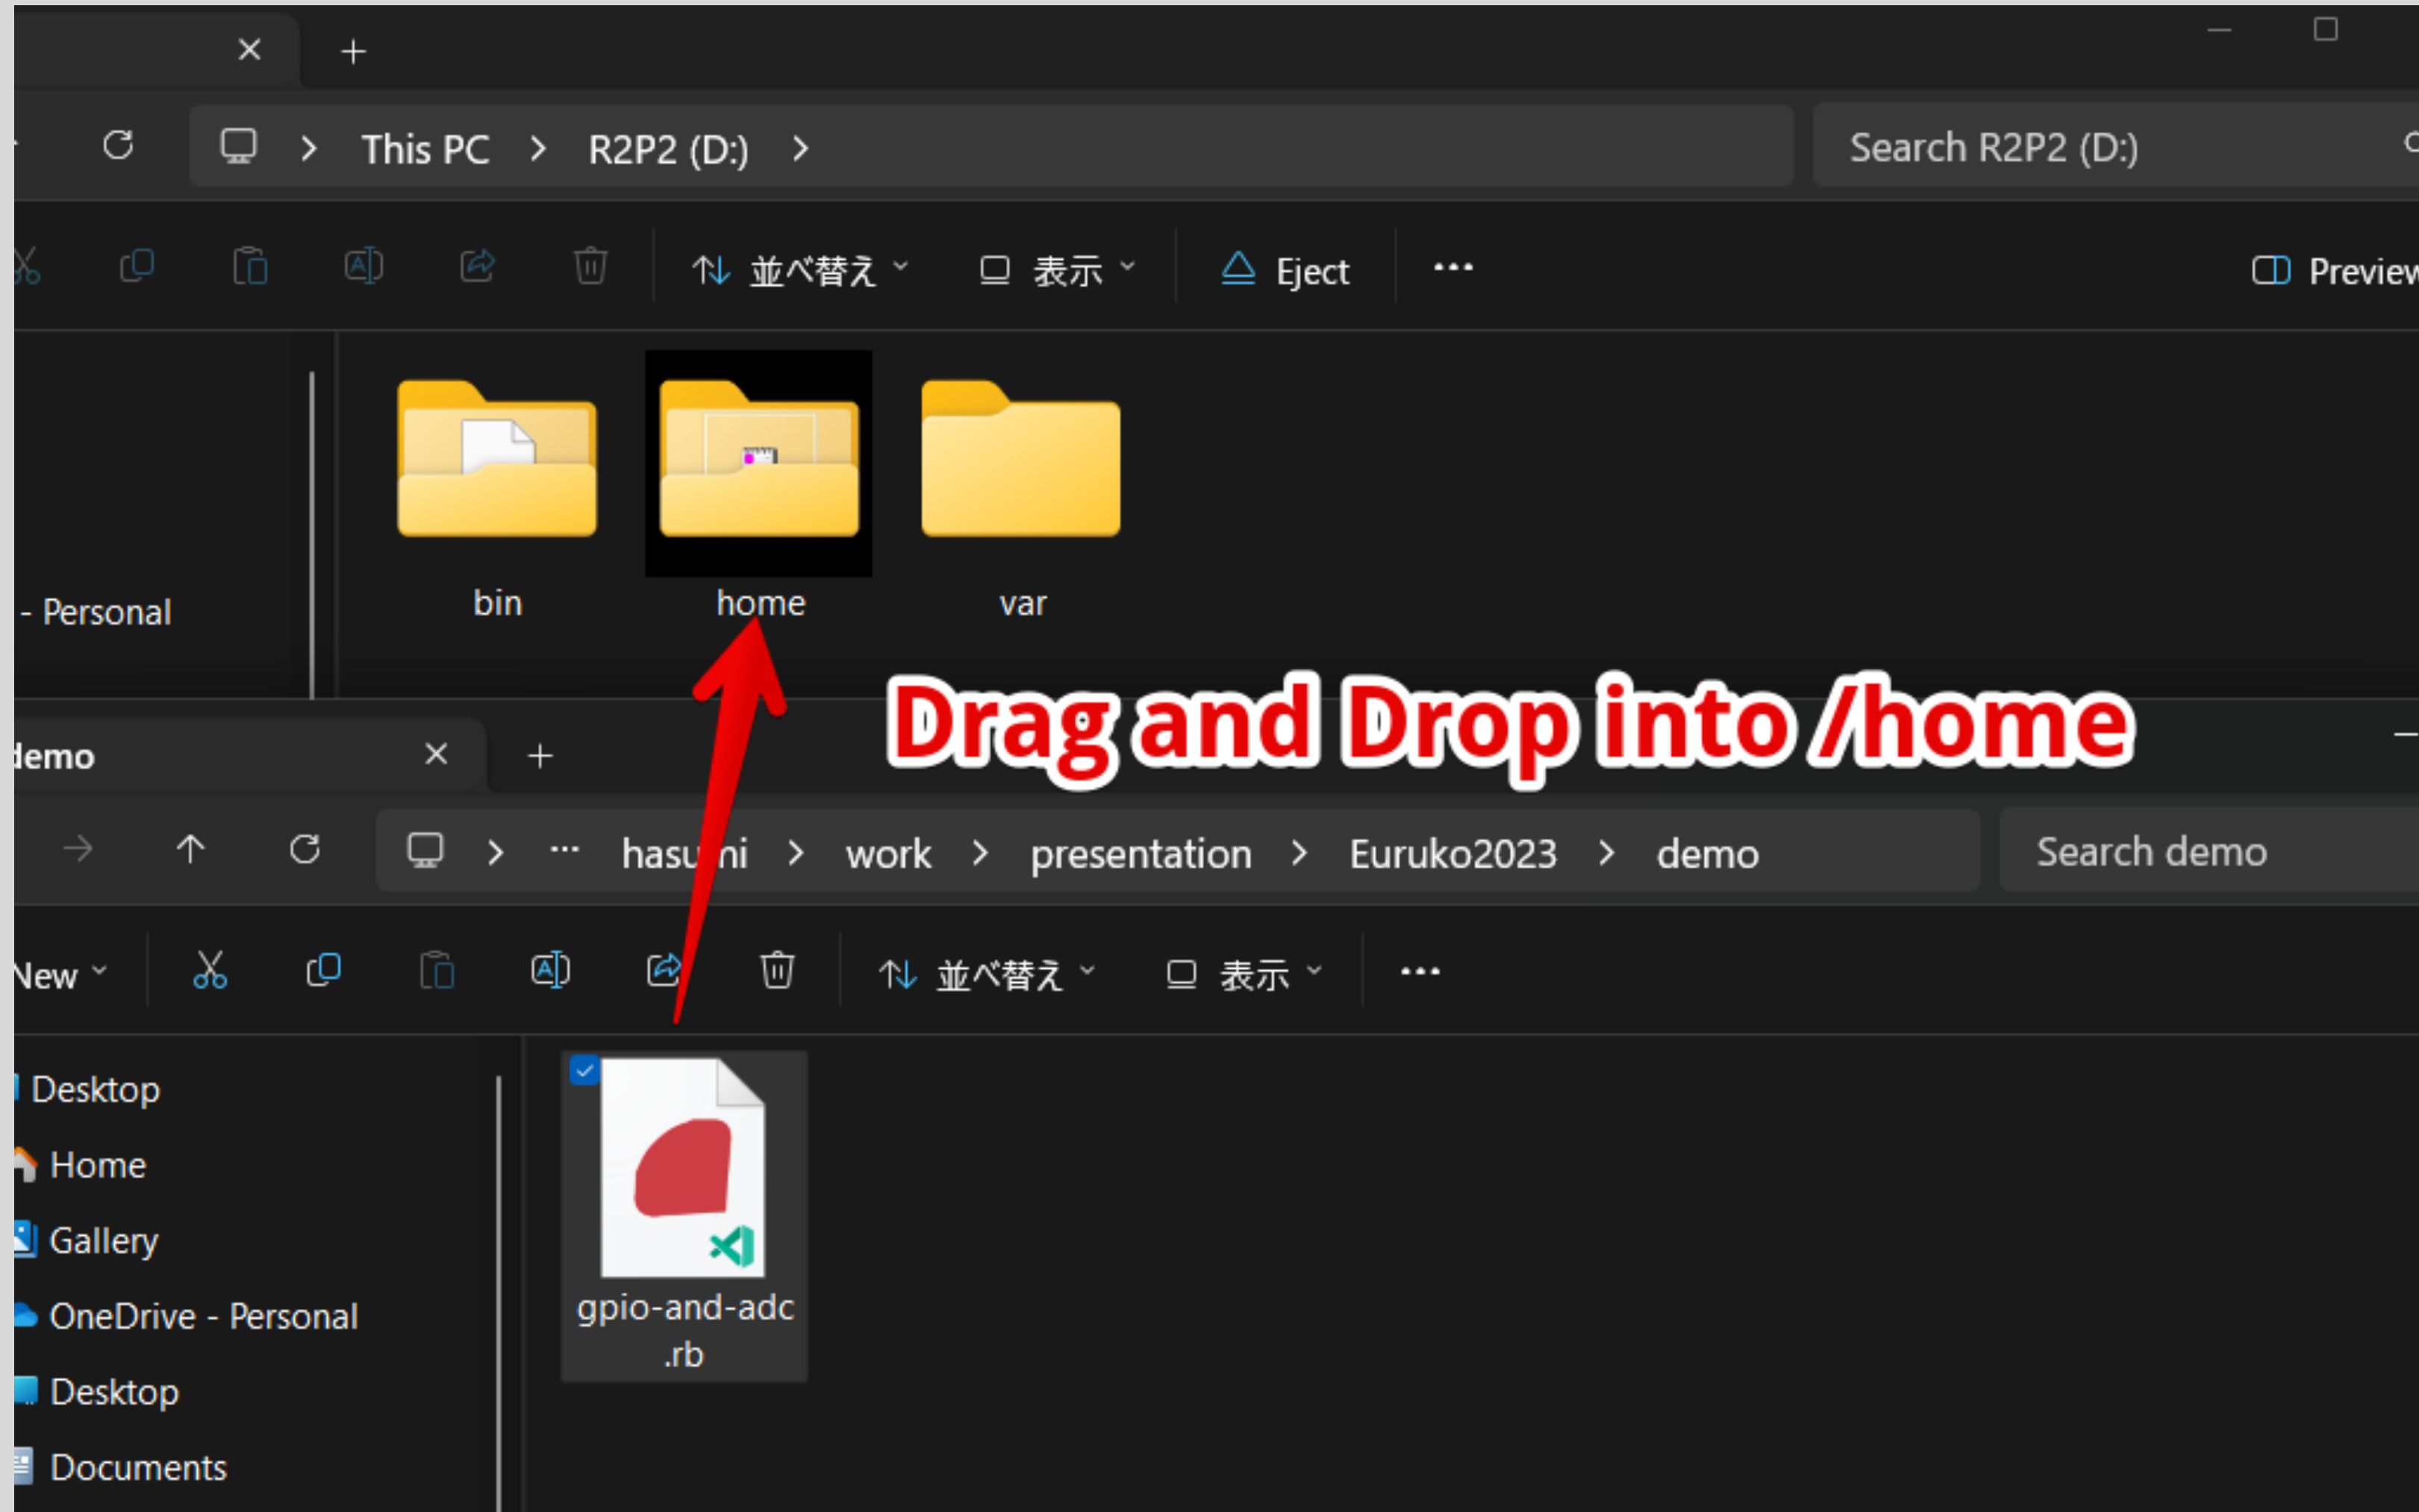 This PC > R2P2 (D:) >
Search R2P2 (D:)
並べ替え
表示
Eject
Preview
bin
home
var
- Personal
Drag and Drop into /home
demo
hasumi > work > presentation > Euruko2023 > demo
Search demo
New
並べ替え
表示
Desktop
Home
Gallery
OneDrive - Personal
Desktop
Documents
gpio-and-adc
.rb